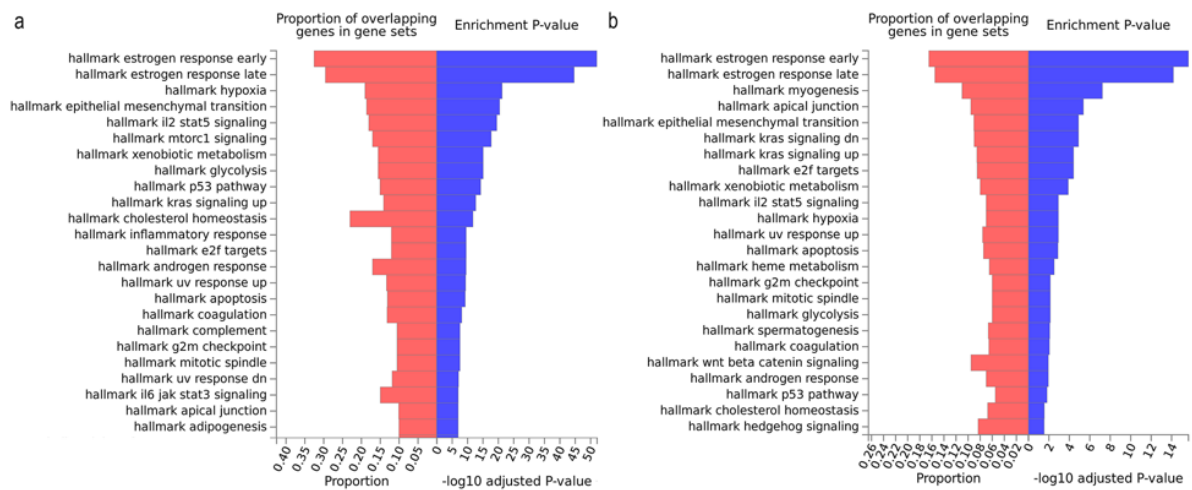 a
Proportion of overlapping
genes in gene sets
Enrichment P-value
hallmark estrogen response early
hallmark estrogen response late
hallmark hypoxia
hallmark epithelial mesenchymal transition
hallmark il2 stat5 signaling
hallmark mtorc1 signaling
hallmark xenobiotic metabolism
hallmark glycolysis
hallmark p53 pathway
hallmark kras signaling up
hallmark cholesterol homeostasis
hallmark inflammatory response
hallmark e2f targets
hallmark androgen response
hallmark uv response up
hallmark apoptosis
hallmark coagulation
hallmark complement
hallmark g2m checkpoint
hallmark mitotic spindle
hallmark uv response dn
hallmark il6 jak stat3 signaling
hallmark apical junction
hallmark adipogenesis
0.40 0.35 0.30 0.25 0.20 0.15 0.10 0.05 0 5 10 15 20 25 30 35 40 45 50
Proportion
-log10 adjusted P-value
b
Proportion of overlapping
genes in gene sets
Enrichment P-value
hallmark estrogen response early
hallmark estrogen response late
hallmark myogenesis
hallmark apical junction
hallmark epithelial mesenchymal transition
hallmark kras signaling dn
hallmark kras signaling up
hallmark e2f targets
hallmark xenobiotic metabolism
hallmark il2 stat5 signaling
hallmark hypoxia
hallmark uv response up
hallmark apoptosis
hallmark heme metabolism
hallmark g2m checkpoint
hallmark mitotic spindle
hallmark glycolysis
hallmark spermatogenesis
hallmark coagulation
hallmark wnt beta catenin signaling
hallmark androgen response
hallmark p53 pathway
hallmark cholesterol homeostasis
hallmark hedgehog signaling
0.26 0.24 0.22 0.20 0.18 0.16 0.14 0.12 0.10 0.08 0.06 0.04 0.02 0 2 4 6 8 10 12 14
Proportion
-log10 adjusted P-value